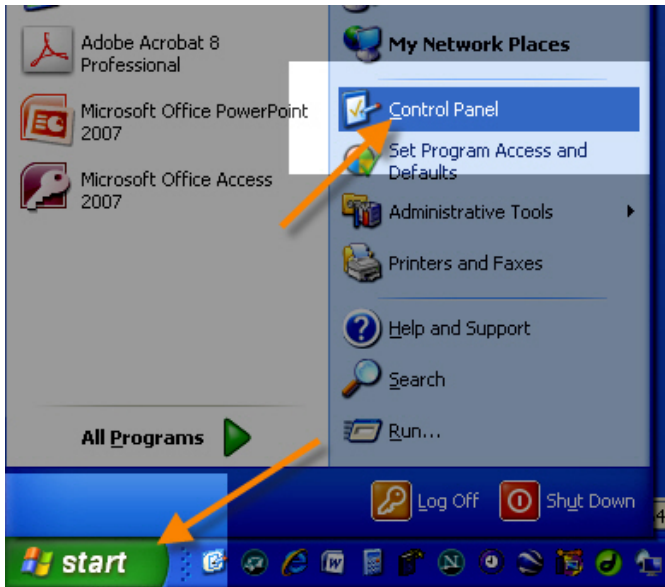 Adobe Acrobat 8
Professional
Microsoft Office PowerPoint
2007
Microsoft Office Access
2007
All Programs
My Network Places
Control Panel
Set Program Access and
Defaults
Administrative Tools
Printers and Faxes
Help and Support
Search
Run...
Log Off
Shut Down
start
4